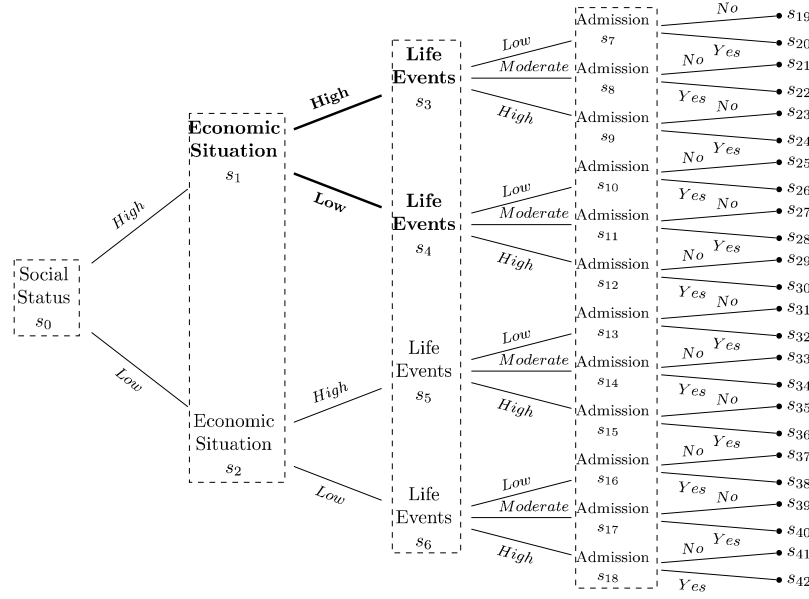 Social
Status
s0
High
Low
Economic
Situation
s1
Economic
Situation
s2
High
Low
High
Low
Life
Events
s3
Life
Events
s4
Life
Events
s5
Life
Events
s6
Low
Moderate
High
Low
Moderate
High
Low
Moderate
High
Low
Moderate
High
Admission
s7
Admission
s8
Admission
s9
Admission
s10
Admission
s11
Admission
s12
Admission
s13
Admission
s14
Admission
s15
Admission
s16
Admission
s17
Admission
s18
No
Yes
No
Yes
No
Yes
No
Yes
No
Yes
No
Yes
No
Yes
No
Yes
No
Yes
No
Yes
No
Yes
No
Yes
s19
s20
s21
s22
s23
s24
s25
s26
s27
s28
s29
s30
s31
s32
s33
s34
s35
s36
s37
s38
s39
s40
s41
s42